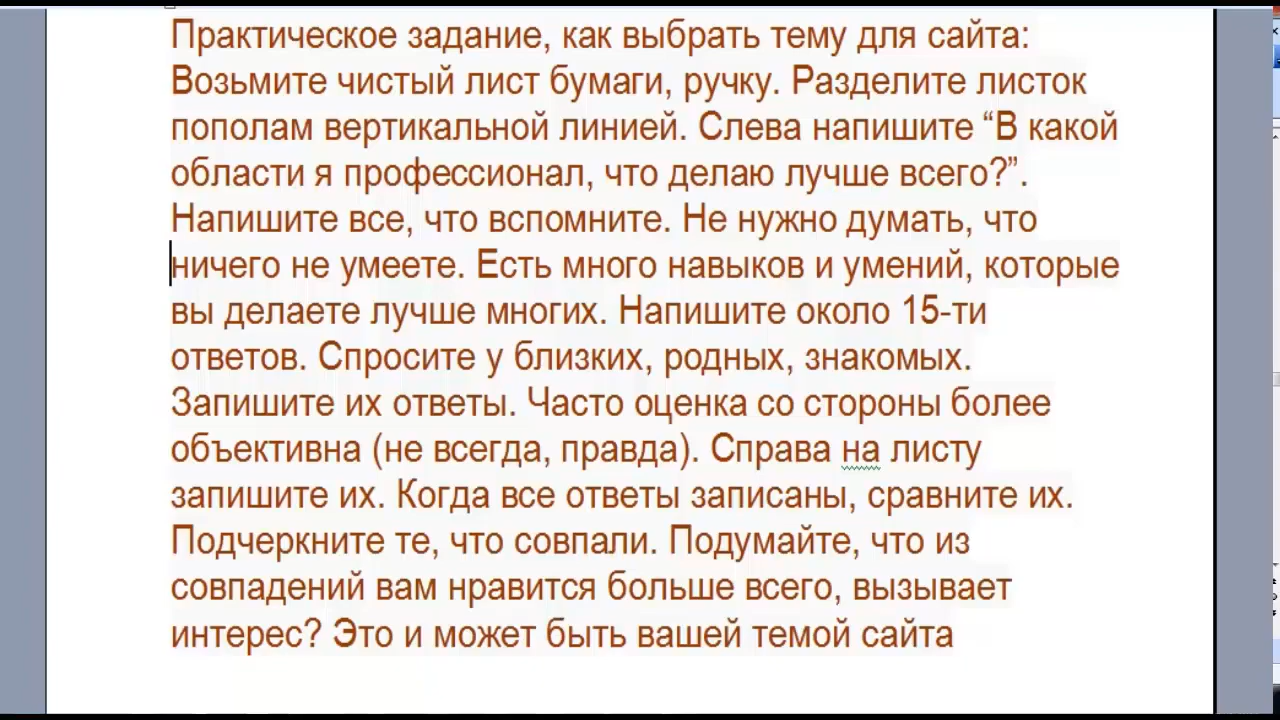 Практическое задание, как выбрать тему для сайта:
Возьмите чистый лист бумаги, ручку. Разделите листок
пополам вертикальной линией. Слева напишите “В какой
области я профессионал, что делаю лучше всего?”.
Напишите все, что вспомните. Не нужно думать, что
ничего не умеете. Есть много навыков и умений, которые
вы делаете лучше многих. Напишите около 15-ти
ответов. Спросите у близких, родных, знакомых.
Запишите их ответы. Часто оценка со стороны более
объективна (не всегда, правда). Справа на листу
запишите их. Когда все ответы записаны, сравните их.
Подчеркните те, что совпали. Подумайте, что из
совпадений вам нравится больше всего, вызывает
интерес? Это и может быть вашей темой сайта